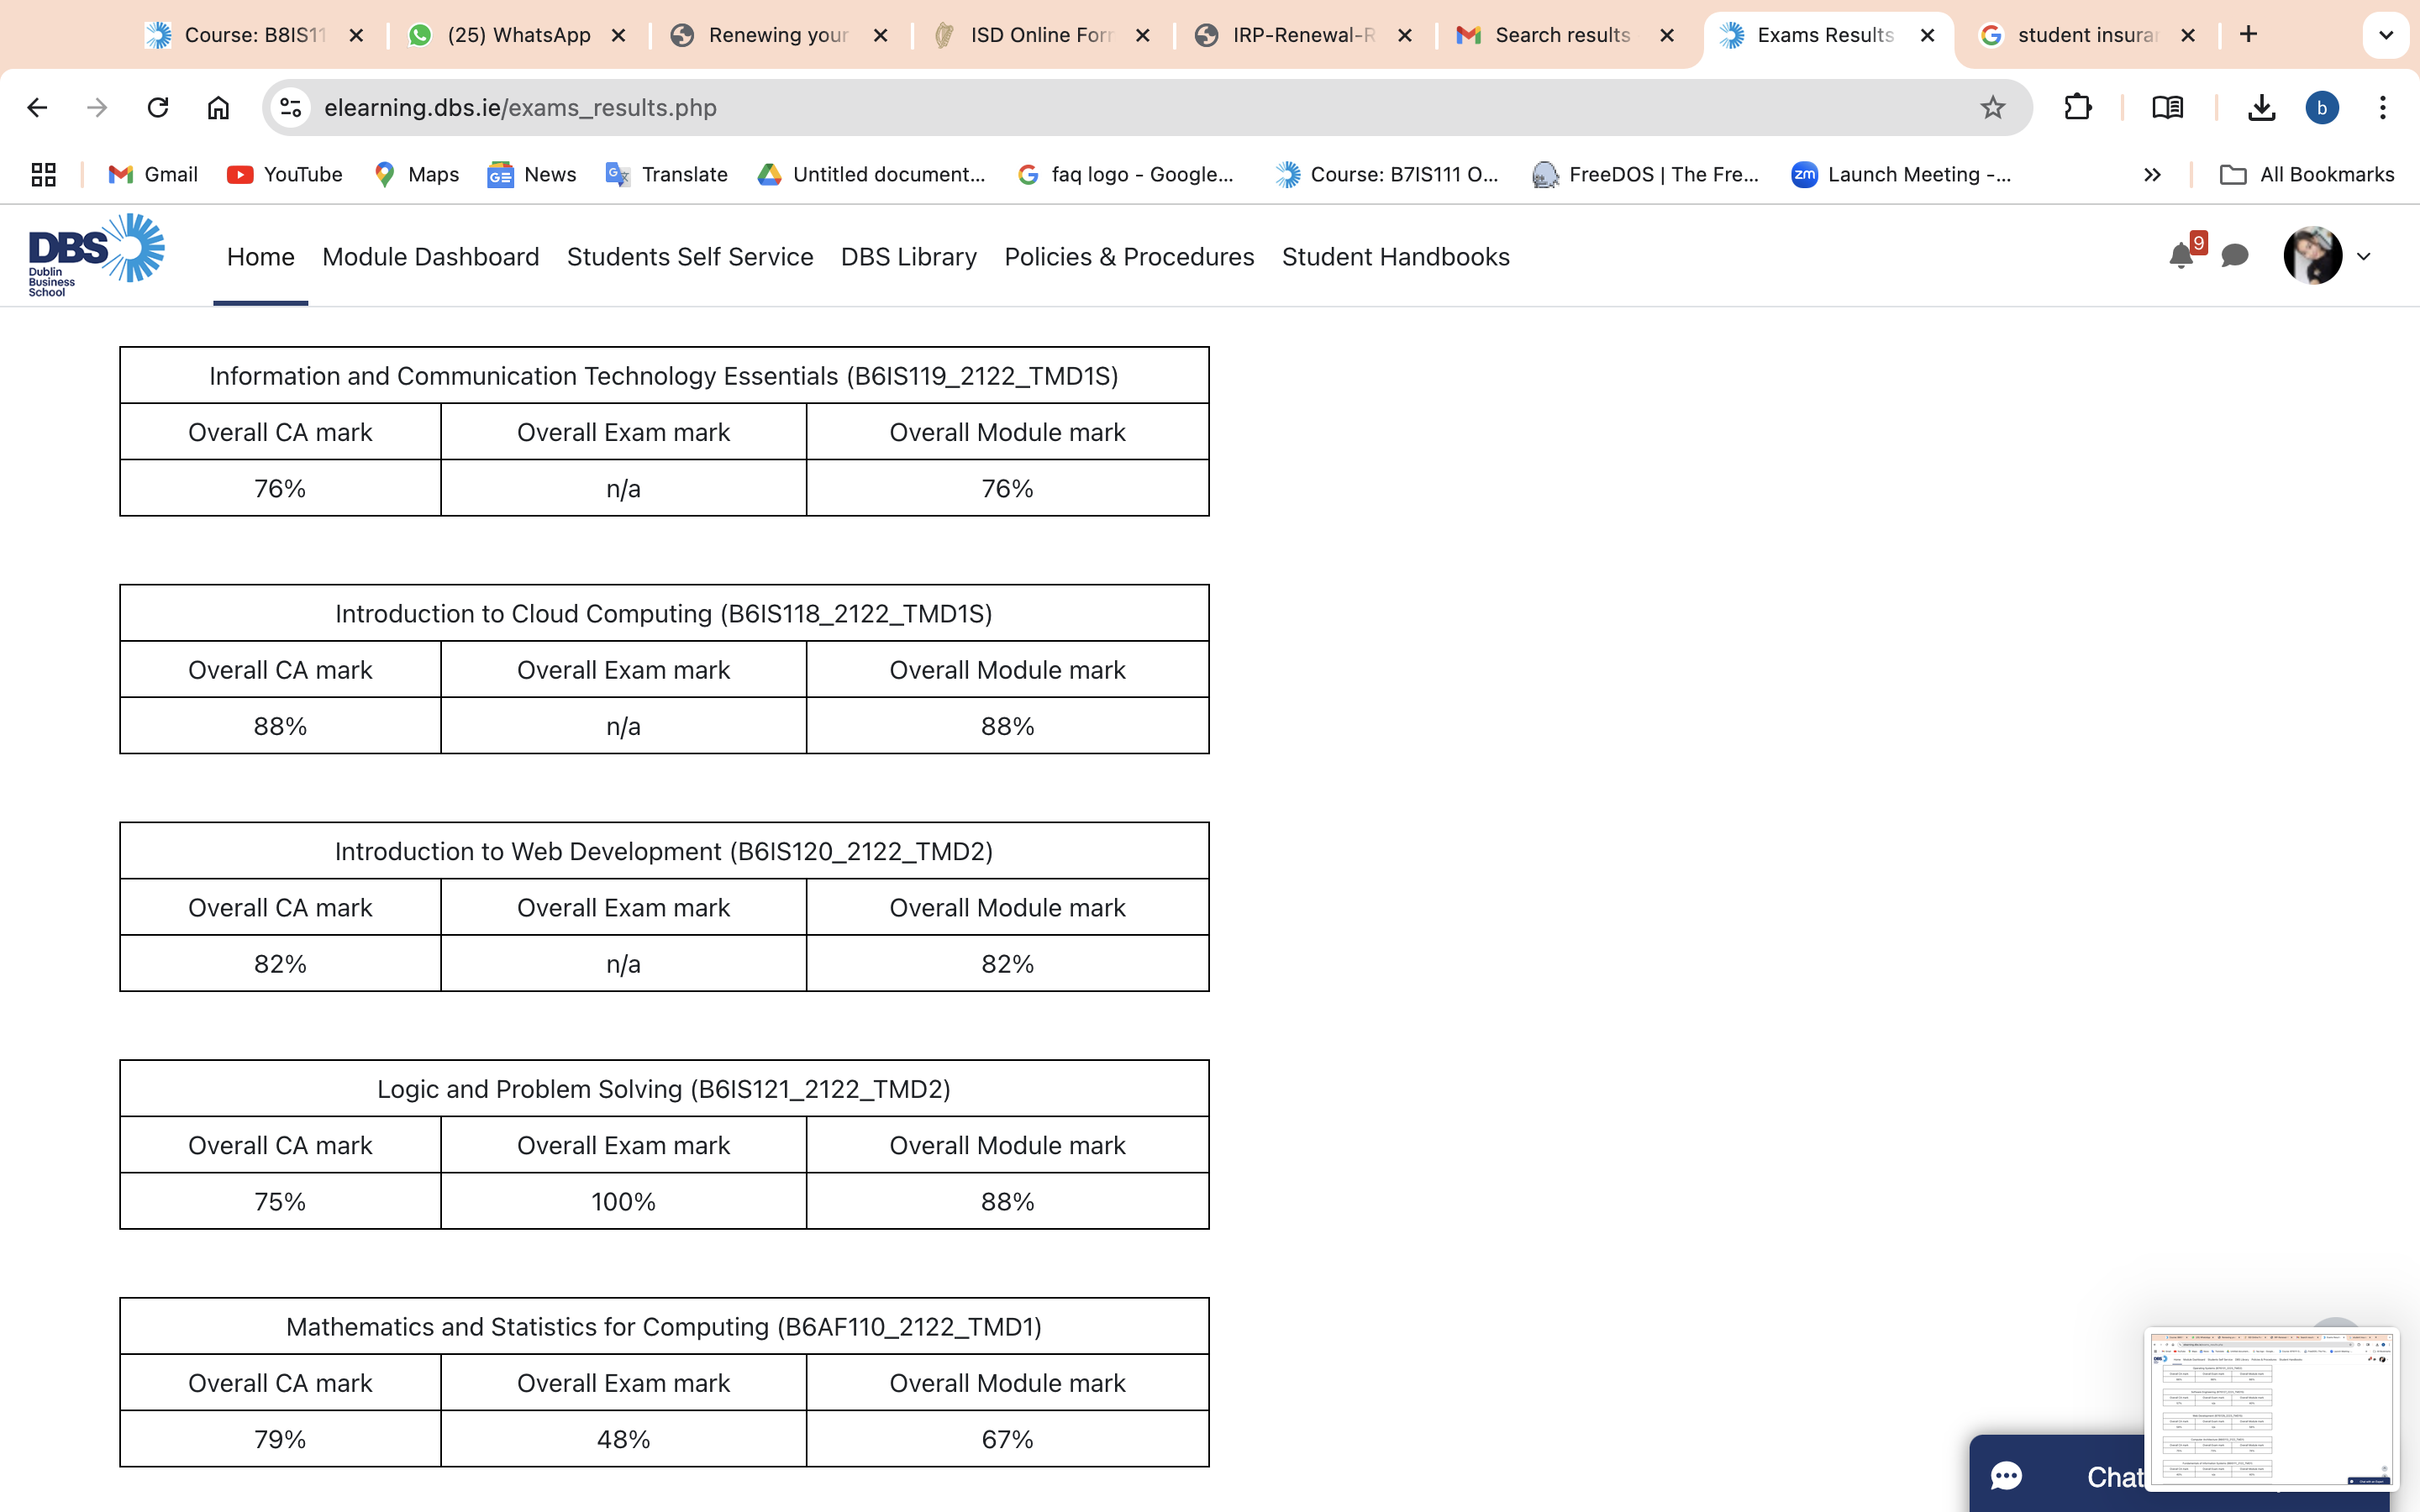 Course: B8IS11
(25) WhatsApp
Renewing your
ISD Online Forn
IRP-Renewal-R
Search results
Exams Results
student insuran
elearning.dbs.ie/exams_results.php
b
Gmail
YouTube
Maps
News
Translate
Untitled document...
faq logo - Google...
Course: B7IS111 O...
FreeDOS | The Fre...
zm
Launch Meeting -...
All Bookmarks
DBS
Dublin
Business
School
Home
Module Dashboard
Students Self Service
DBS Library
Policies & Procedures
Student Handbooks
9
Information and Communication Technology Essentials (B6IS119_2122_TMD1S)
Overall CA mark Overall Exam mark Overall Module mark
76% n/a 76%
Introduction to Cloud Computing (B6IS118_2122_TMD1S)
Overall CA mark Overall Exam mark Overall Module mark
88% n/a 88%
Introduction to Web Development (B6IS120_2122_TMD2)
Overall CA mark Overall Exam mark Overall Module mark
82% n/a 82%
Logic and Problem Solving (B6IS121_2122_TMD2)
Overall CA mark Overall Exam mark Overall Module mark
75% 100% 88%
Mathematics and Statistics for Computing (B6AF110_2122_TMD1)
Overall CA mark Overall Exam mark Overall Module mark
79% 48% 67%
Chat